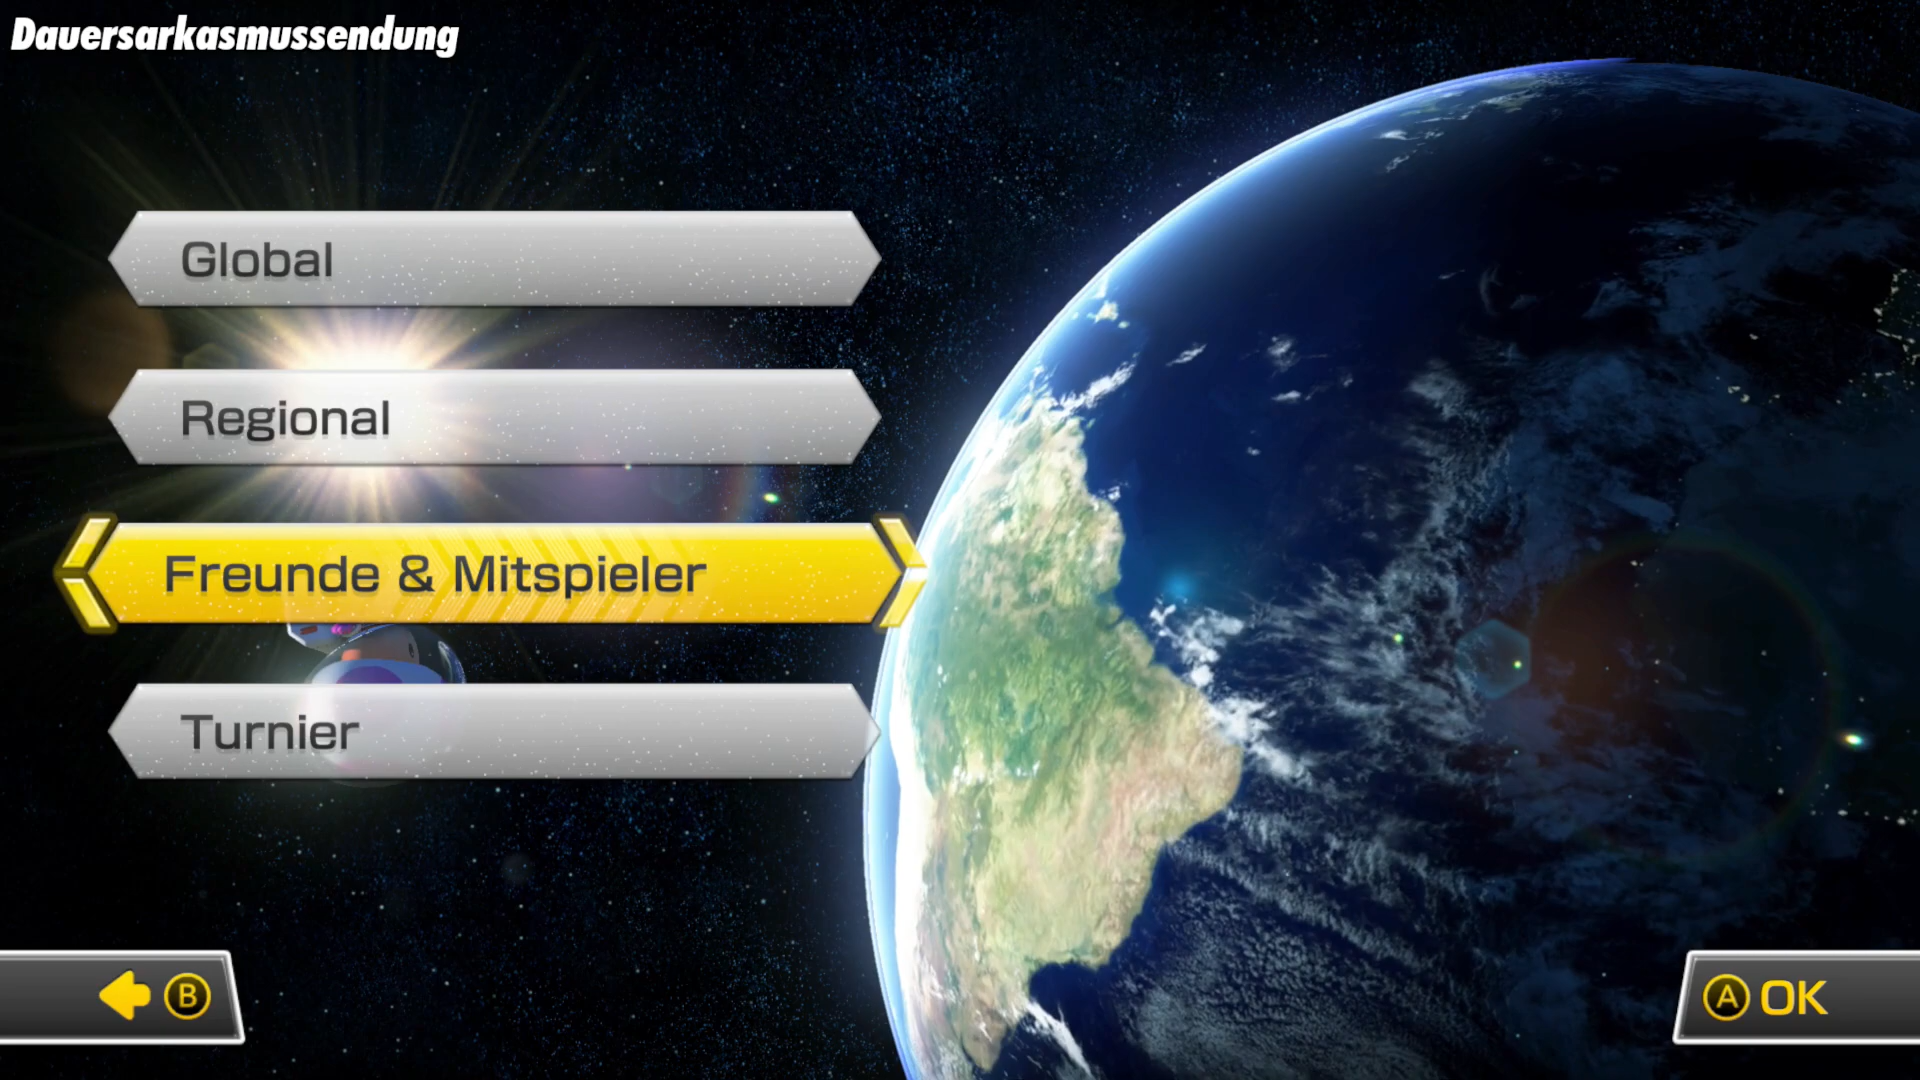 Dauersarkasmussendung
Global
Regional
Freunde & Mitspieler
Turnier
B
A OK